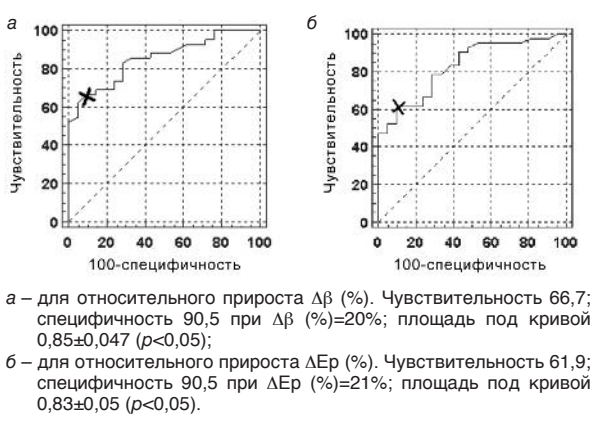 а
б
100
80
60
40
20
0
Чувствительность
0 20 40 60 80 100
100-специфичность
100
80
60
40
20
0
Чувствительность
0 20 40 60 80 100
100-специфичность
а – для относительного прироста Δβ (%). Чувствительность 66,7;
специфичность 90,5 при Δβ (%)=20%; площадь под кривой
0,85±0,047 (p<0,05);
б – для относительного прироста ΔEp (%). Чувствительность 61,9;
специфичность 90,5 при ΔEp (%)=21%; площадь под кривой
0,83±0,05 (p<0,05).